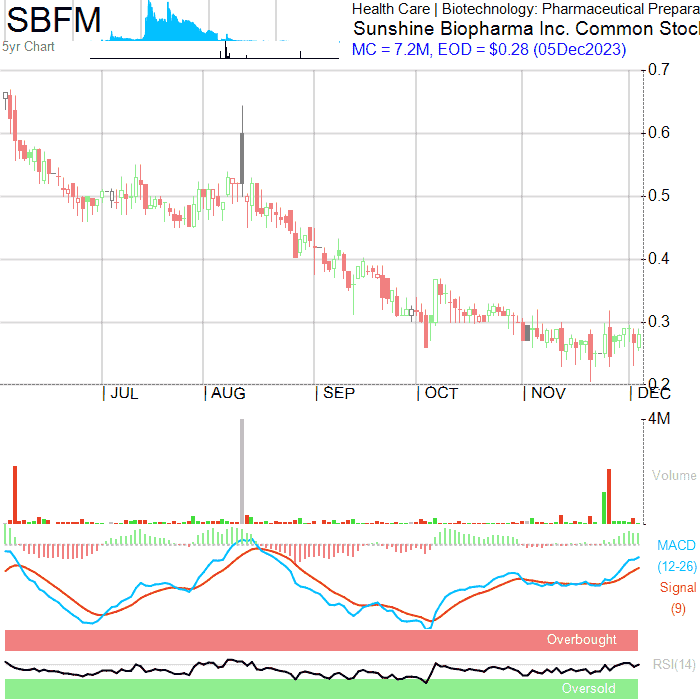 SBFM
Health Care | Biotechnology: Pharmaceutical Prepara
Sunshine Biopharma Inc. Common Stoc
5yr Chart
MC = 7.2M, EOD = $0.28 (05Dec2023)
0.7
0.6
0.5
0.4
0.3
0.2
| JUL | AUG | SEP | OCT | NOV | DEC
4M
Volume
MACD
(12-26)
Signal
(9)
Overbought
RSI(14)
Oversold